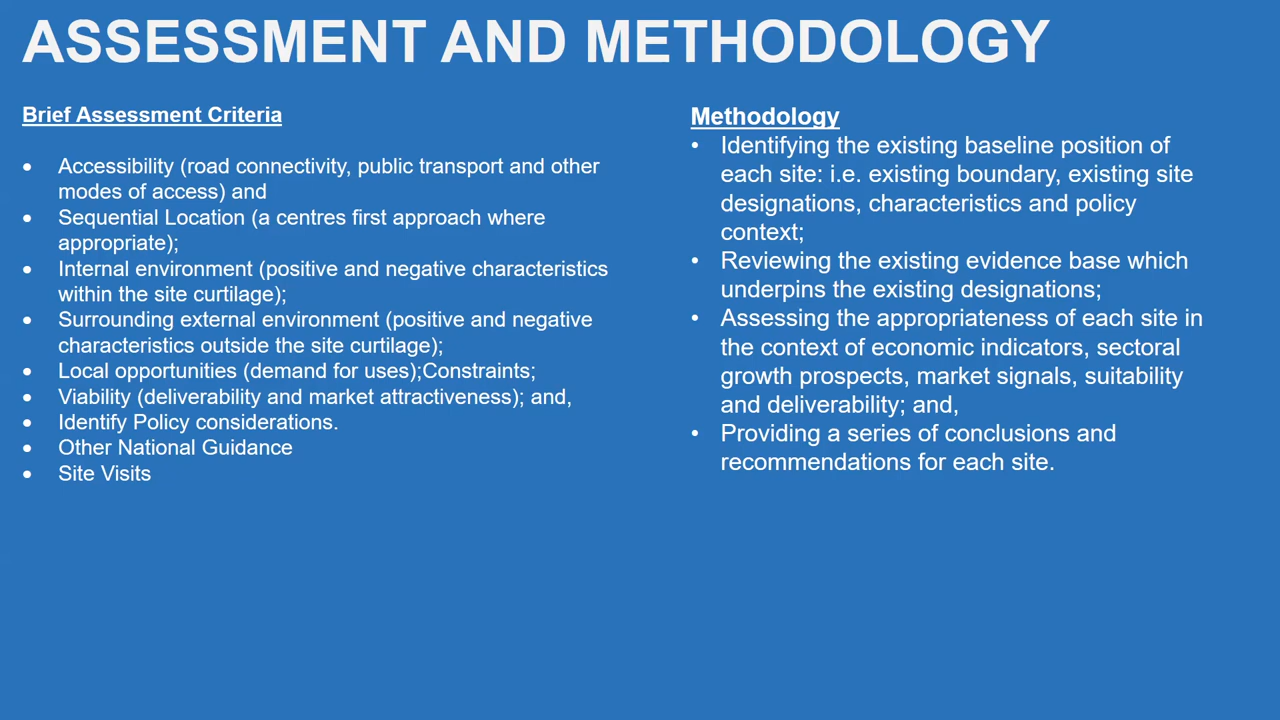 ASSESSMENT AND METHODOLOGY
Brief Assessment Criteria
• Accessibility (road connectivity, public transport and other
modes of access) and
• Sequential Location (a centres first approach where
appropriate);
• Internal environment (positive and negative characteristics
within the site curtilage);
• Surrounding external environment (positive and negative
characteristics outside the site curtilage);
• Local opportunities (demand for uses);Constraints;
• Viability (deliverability and market attractiveness); and,
• Identify Policy considerations.
• Other National Guidance
• Site Visits
Methodology
• Identifying the existing baseline position of
each site: i.e. existing boundary, existing site
designations, characteristics and policy
context;
• Reviewing the existing evidence base which
underpins the existing designations;
• Assessing the appropriateness of each site in
the context of economic indicators, sectoral
growth prospects, market signals, suitability
and deliverability; and,
• Providing a series of conclusions and
recommendations for each site.